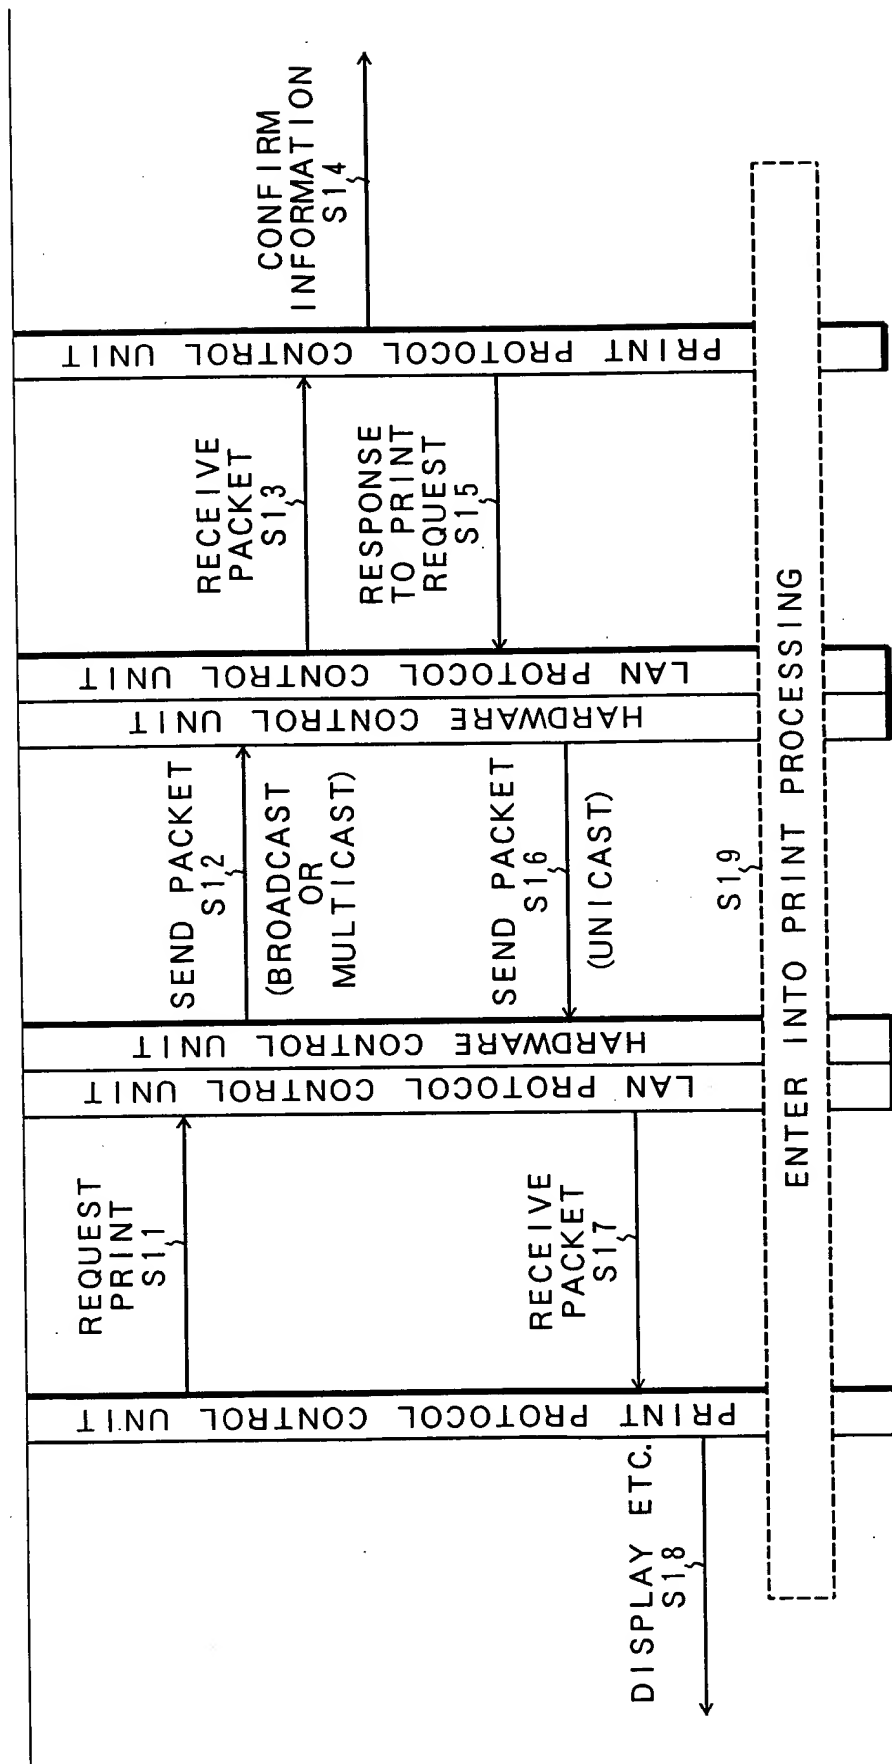 REQUEST
PRINT
S11
SEND PACKET
S12
(BROADCAST
OR
MULTICAST)
RECEIVE
PACKET
S13
CONFIRM
INFORMATION
S14
RESPONSE
TO PRINT
REQUEST
S15
SEND PACKET
S16
(UNICAST)
RECEIVE
PACKET
S17
DISPLAY ETC.
S18
S19
ENTER INTO PRINT PROCESSING
PRINT PROTOCOL CONTROL UNIT
LAN PROTOCOL CONTROL UNIT
HARDWARE CONTROL UNIT
HARDWARE CONTROL UNIT
LAN PROTOCOL CONTROL UNIT
PRINT PROTOCOL CONTROL UNIT